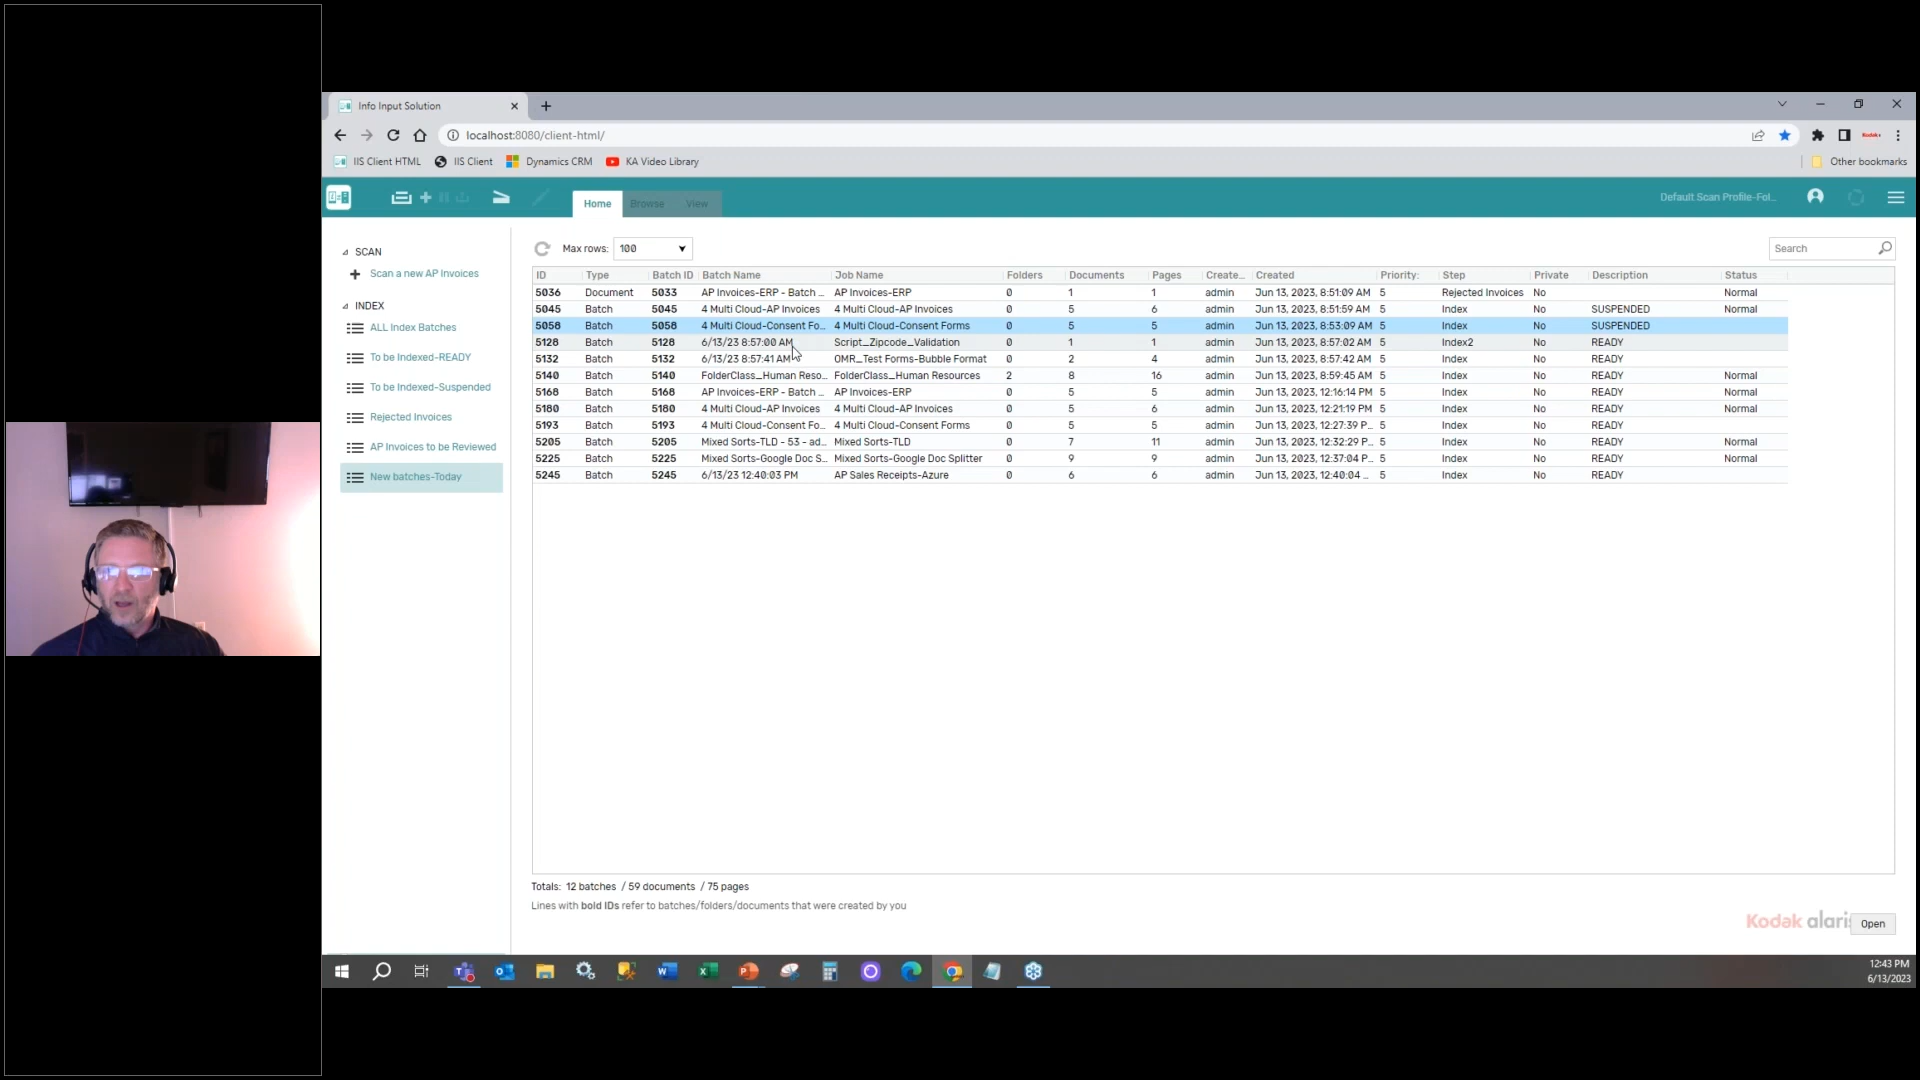 Info Input Solution
localhost:8080/client-html/
Kodak
IIS Client HTML IIS Client Dynamics CRM KA Video Library Other bookmarks
Home Browse View Default Scan Profile-Fol...
SCAN
Scan a new AP Invoices
INDEX
ALL Index Batches
To be Indexed-READY
To be Indexed-Suspended
Rejected Invoices
AP Invoices to be Reviewed
New batches-Today
Max rows: 100 Search
ID Type Batch ID Batch Name Job Name Folders Documents Pages Create... Created Priority: Step Private Description Status
5036 Document 5033 AP Invoices-ERP - Batch ... AP Invoices-ERP 0 1 1 admin Jun 13, 2023, 8:51:09 AM 5 Rejected Invoices No Normal
5045 Batch 5045 4 Multi Cloud-AP Invoices 4 Multi Cloud-AP Invoices 0 5 6 admin Jun 13, 2023, 8:51:59 AM 5 Index No SUSPENDED Normal
5058 Batch 5058 4 Multi Cloud-Consent Fo... 4 Multi Cloud-Consent Forms 0 5 5 admin Jun 13, 2023, 8:53:09 AM 5 Index No SUSPENDED
5128 Batch 5128 6/13/23 8:57:00 AM Script_Zipcode_Validation 0 1 1 admin Jun 13, 2023, 8:57:02 AM 5 Index2 No READY
5132 Batch 5132 6/13/23 8:57:41 AM OMR_Test Forms-Bubble Format 0 2 4 admin Jun 13, 2023, 8:57:42 AM 5 Index No READY
5140 Batch 5140 FolderClass_Human Reso... FolderClass_Human Resources 2 8 16 admin Jun 13, 2023, 8:59:45 AM 5 Index No READY Normal
5168 Batch 5168 AP Invoices-ERP - Batch ... AP Invoices-ERP 0 5 5 admin Jun 13, 2023, 12:16:14 PM 5 Index No READY Normal
5180 Batch 5180 4 Multi Cloud-AP Invoices 4 Multi Cloud-AP Invoices 0 5 6 admin Jun 13, 2023, 12:21:19 PM 5 Index No READY Normal
5193 Batch 5193 4 Multi Cloud-Consent Fo... 4 Multi Cloud-Consent Forms 0 5 5 admin Jun 13, 2023, 12:27:39 P... 5 Index No READY
5205 Batch 5205 Mixed Sorts-TLD - 53 - ad... Mixed Sorts-TLD 0 7 11 admin Jun 13, 2023, 12:32:29 P... 5 Index No READY Normal
5225 Batch 5225 Mixed Sorts-Google Doc S... Mixed Sorts-Google Doc Splitter 0 9 9 admin Jun 13, 2023, 12:37:04 P... 5 Index No READY Normal
5245 Batch 5245 6/13/23 12:40:03 PM AP Sales Receipts-Azure 0 6 6 admin Jun 13, 2023, 12:40:04 ... 5 Index No READY
Totals: 12 batches / 59 documents / 75 pages
Lines with bold IDs refer to batches/folders/documents that were created by you
Kodak alaris Open
12:43 PM
6/13/2023